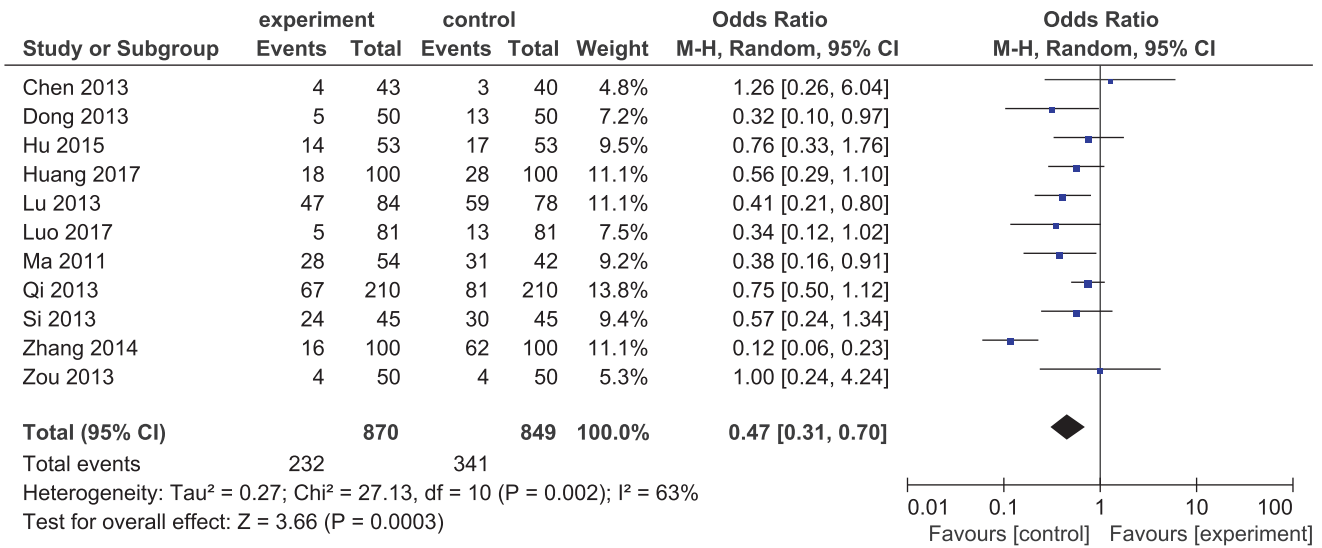 experiment control Odds Ratio Odds Ratio
Study or Subgroup Events Total Events Total Weight M-H, Random, 95% CI M-H, Random, 95% CI
Chen 2013 4 43 3 40 4.8% 1.26 [0.26, 6.04]
Dong 2013 5 50 13 50 7.2% 0.32 [0.10, 0.97]
Hu 2015 14 53 17 53 9.5% 0.76 [0.33, 1.76]
Huang 2017 18 100 28 100 11.1% 0.56 [0.29, 1.10]
Lu 2013 47 84 59 78 11.1% 0.41 [0.21, 0.80]
Luo 2017 5 81 13 81 7.5% 0.34 [0.12, 1.02]
Ma 2011 28 54 31 42 9.2% 0.38 [0.16, 0.91]
Qi 2013 67 210 81 210 13.8% 0.75 [0.50, 1.12]
Si 2013 24 45 30 45 9.4% 0.57 [0.24, 1.34]
Zhang 2014 16 100 62 100 11.1% 0.12 [0.06, 0.23]
Zou 2013 4 50 4 50 5.3% 1.00 [0.24, 4.24]
Total (95% CI) 870 849 100.0% 0.47 [0.31, 0.70]
Total events 232 341
Heterogeneity: Tau² = 0.27; Chi² = 27.13, df = 10 (P = 0.002); I² = 63%
Test for overall effect: Z = 3.66 (P = 0.0003)
0.01 0.1 1 10 100
Favours [control] Favours [experiment]